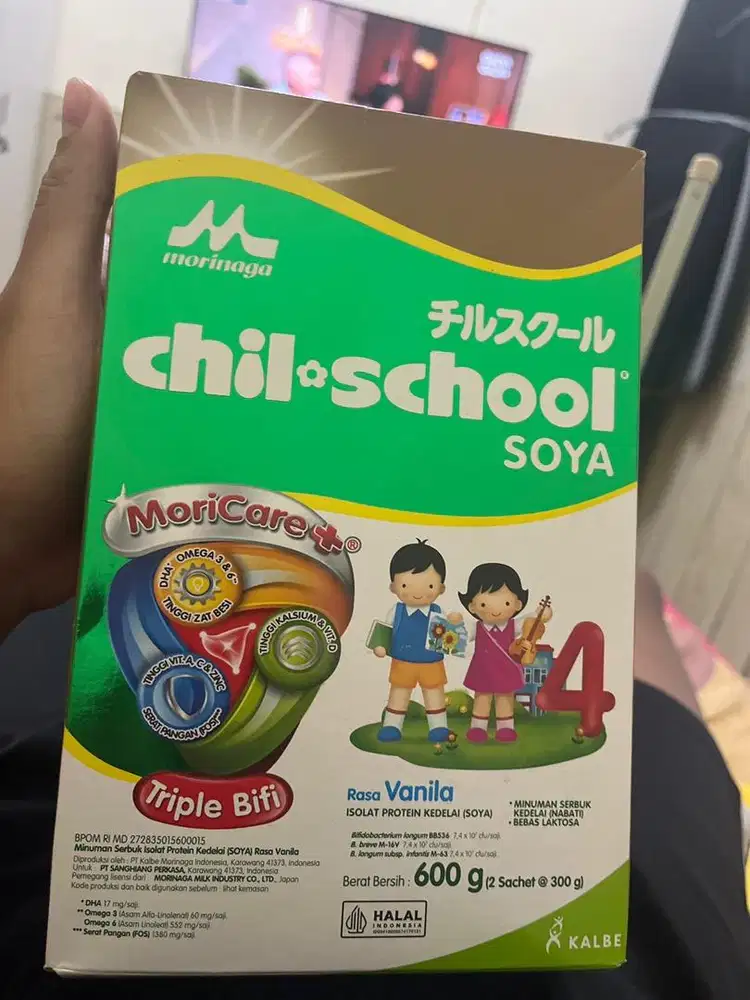 morinaga
チルスクール
chil school
SOYA
MoriCare+®
DHA* OMEGA 3 & 6**
TINGGI ZAT BESI
TINGGI KALSIUM & VIT.D
TINGGI VIT.A, C & ZINC
SERAT PANGAN (FOS)***
Triple Bifi
4
Rasa Vanila
ISOLAT PROTEIN KEDELAI (SOYA)
• MINUMAN SERBUK
KEDELAI (NABATI)
• BEBAS LAKTOSA
Bifidobacterium longum BB536 7,4 x 10⁷ cfu/saji
B. breve M-16V 7,4 x 10⁷ cfu/saji
B. longum subsp. infantis M-63 7,4 x 10⁷ cfu/saji
Berat Bersih : 600 g (2 Sachet @ 300 g)
BPOM RI MD 272835015600015
Minuman Serbuk Isolat Protein Kedelai (SOYA) Rasa Vanila
Diproduksi oleh : PT Kalbe Morinaga Indonesia, Karawang 41373, Indonesia
Untuk : PT SANGHIANG PERKASA, Karawang 41373, Indonesia
Pemegang lisensi dari : MORINAGA MILK INDUSTRY CO., LTD., Japan
Kode produksi dan baik digunakan sebelum : lihat kemasan
* DHA 17 mg/saji.
** Omega 3 (Asam Alfa-Linolenat) 60 mg/saji.
Omega 6 (Asam Linoleat) 552 mg/saji.
*** Serat Pangan (FOS) 1380 mg/saji.
HALAL
INDONESIA
KALBE